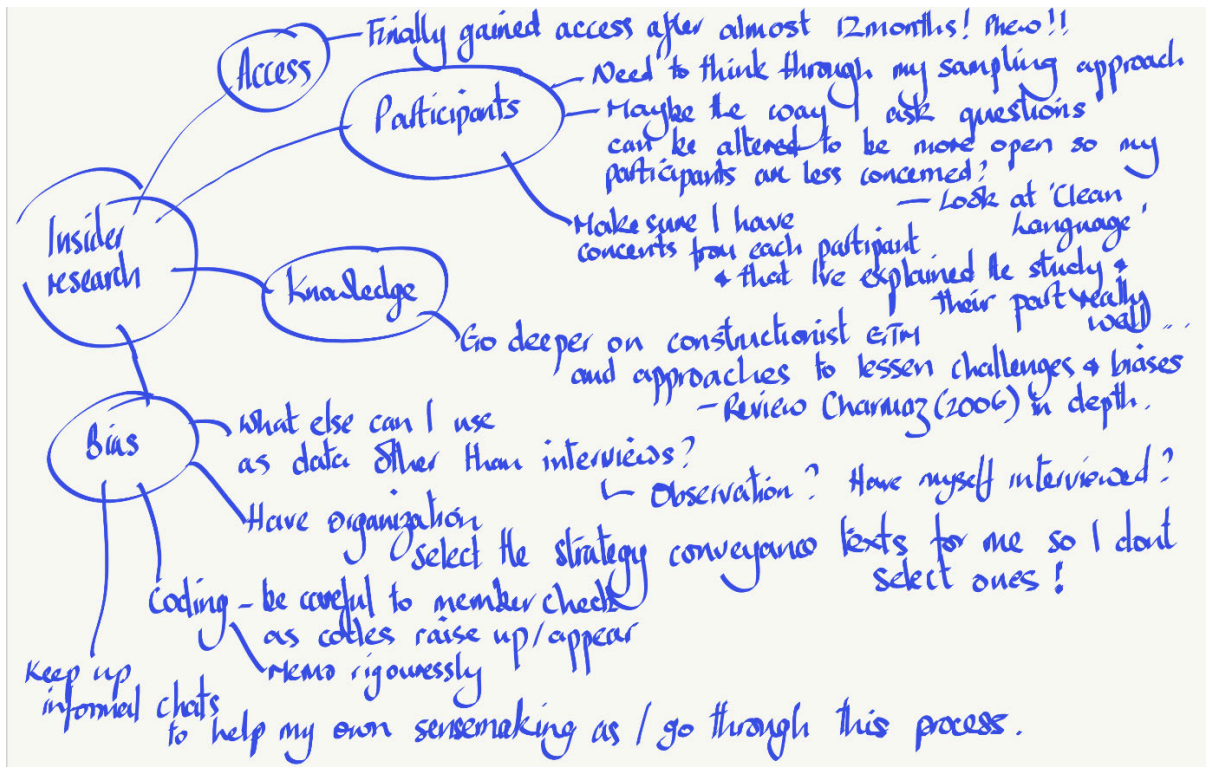 Access
Finally gained access after almost 12months! Phew!!
Participants
Need to think through my sampling approach
Maybe the way I ask questions
can be altered to be more open so my
participants are less concerned?
— Look at 'Clean
Language'
Make sure I have
concents from each partipant
& that I've explained the study &
their part really
well...
Insider
research
Knowledge
Go deeper on constructionist GTM
and approaches to lessen challenges & biases
— Review Charmaz (2006) in depth.
Bias
What else can I use
as data other than interviews?
Observation? Have myself interviewed?
Have organization
select the strategy conveyance texts for me so I dont
select ones!
Coding – be careful to member check
as codes raise up/appear
Memo rigouressly
Keep up
informal chats
to help my own sensemaking as I go through this process.